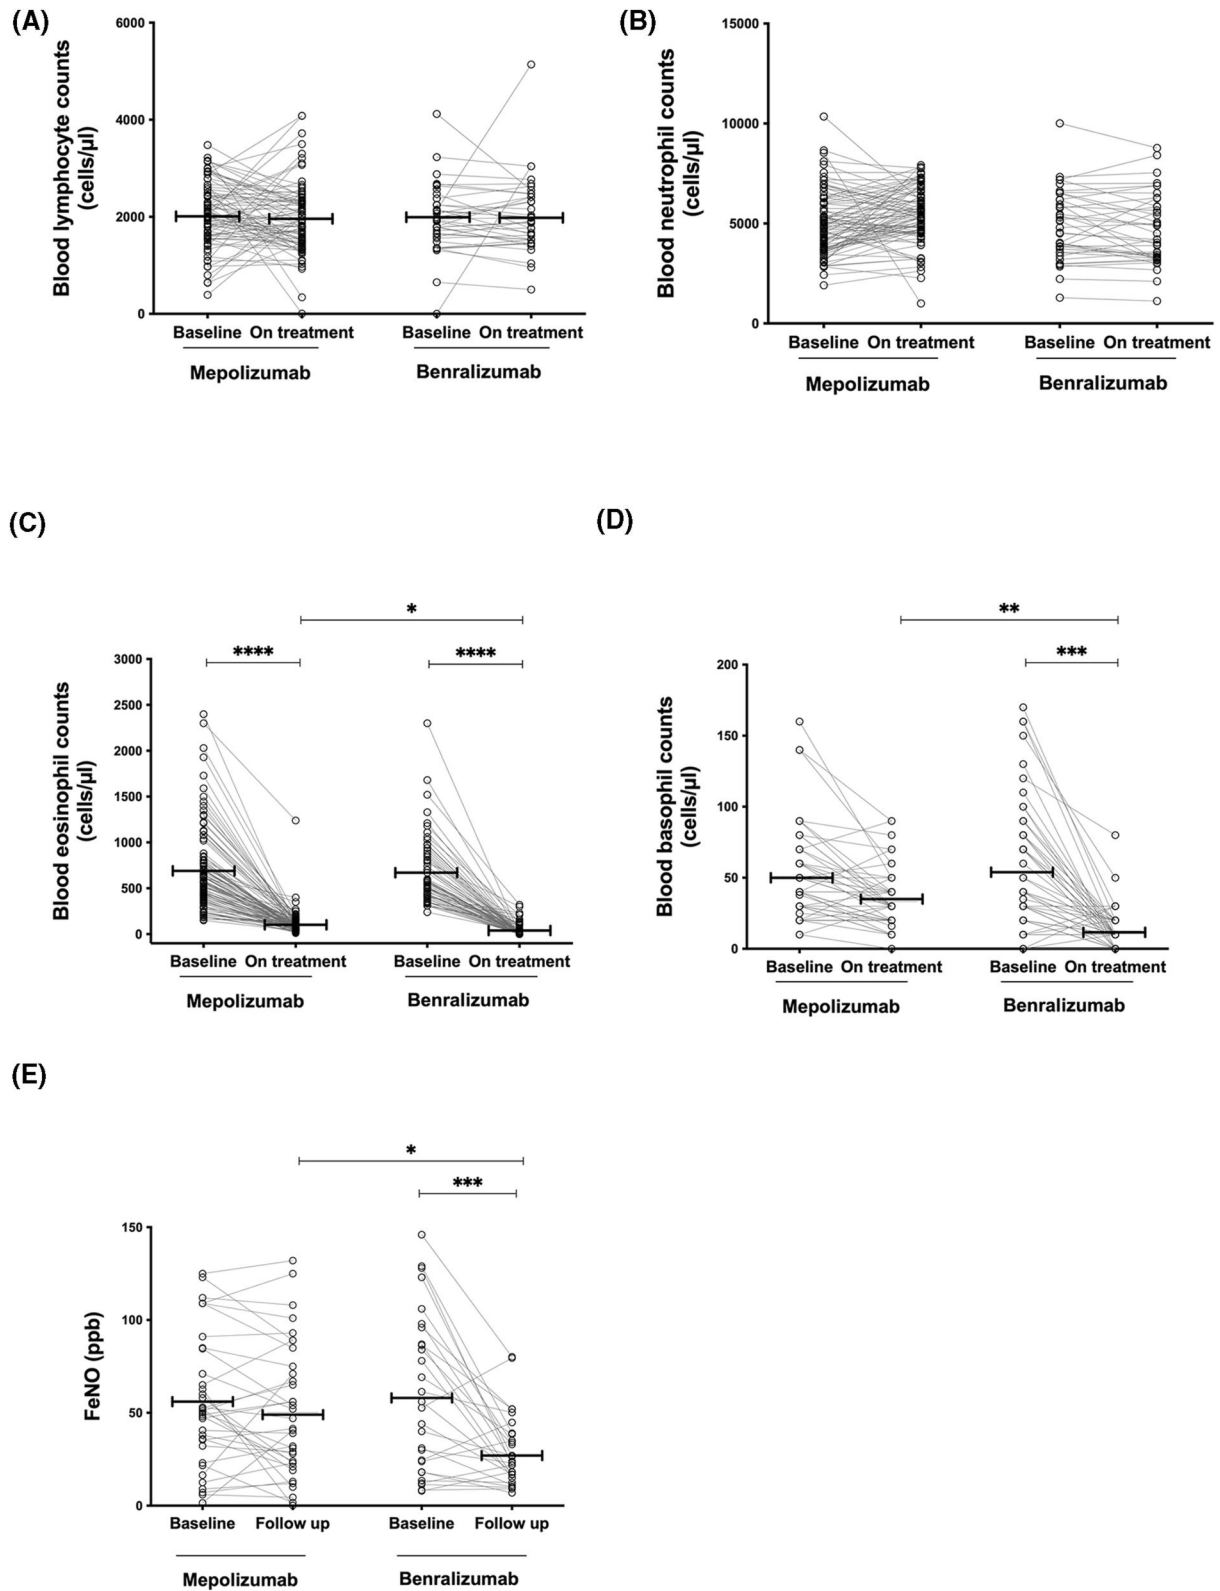 (A)
Blood lymphocyte counts
(cells/µl)
6000
4000
2000
0
Baseline On treatment Baseline On treatment
Mepolizumab Benralizumab
(B)
Blood neutrophil counts
(cells/µl)
15000
10000
5000
0
Baseline On treatment Baseline On treatment
Mepolizumab Benralizumab
(C)
* 
**** ****
Blood eosinophil counts
(cells/µl)
3000
2500
2000
1500
1000
500
0
Baseline On treatment Baseline On treatment
Mepolizumab Benralizumab
(D)
**
***
Blood basophil counts
(cells/µl)
200
150
100
50
0
Baseline On treatment Baseline On treatment
Mepolizumab Benralizumab
(E)
*
***
FeNO (ppb)
150
100
50
0
Baseline Follow up Baseline Follow up
Mepolizumab Benralizumab